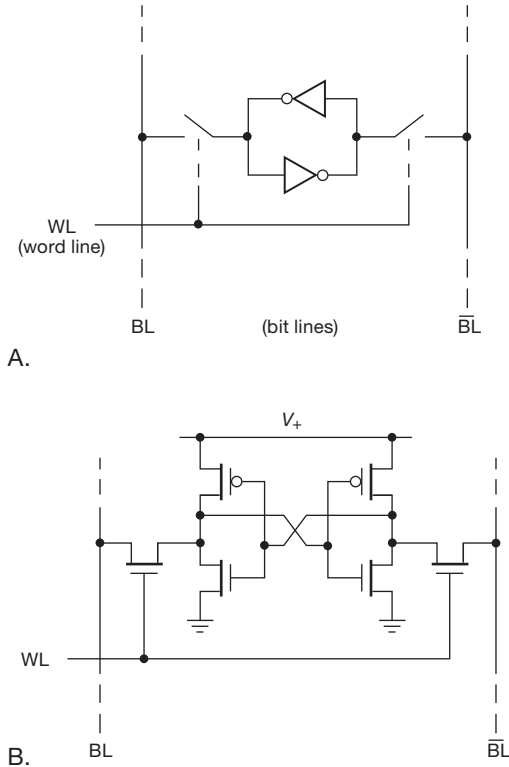 WL
(word line)
BL
(bit lines)
B̅L̅
A.
V₊
WL
BL
B̅L̅
B.